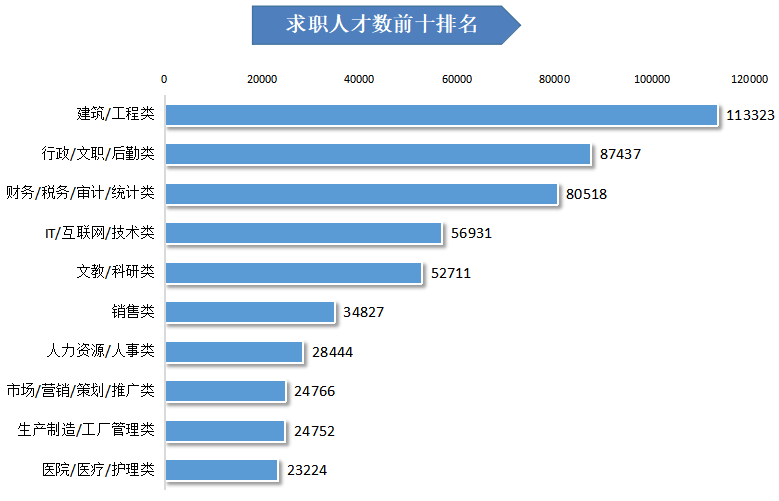 求职人才数前十排名
0 20000 40000 60000 80000 100000 120000
建筑/工程类 113323
行政/文职/后勤类 87437
财务/税务/审计/统计类 80518
IT/互联网/技术类 56931
文教/科研类 52711
销售类 34827
人力资源/人事类 28444
市场/营销/策划/推广类 24766
生产制造/工厂管理类 24752
医院/医疗/护理类 23224